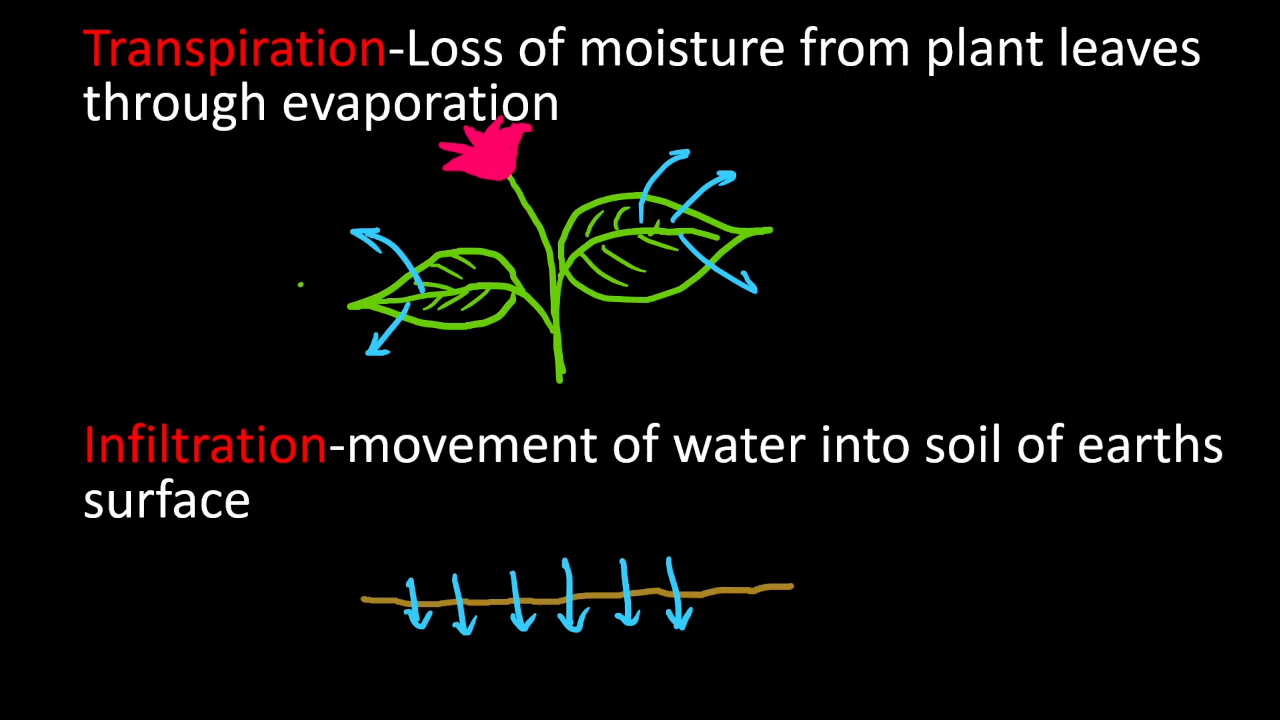 Transpiration-Loss of moisture from plant leaves
through evaporation
Infiltration-movement of water into soil of earths
surface